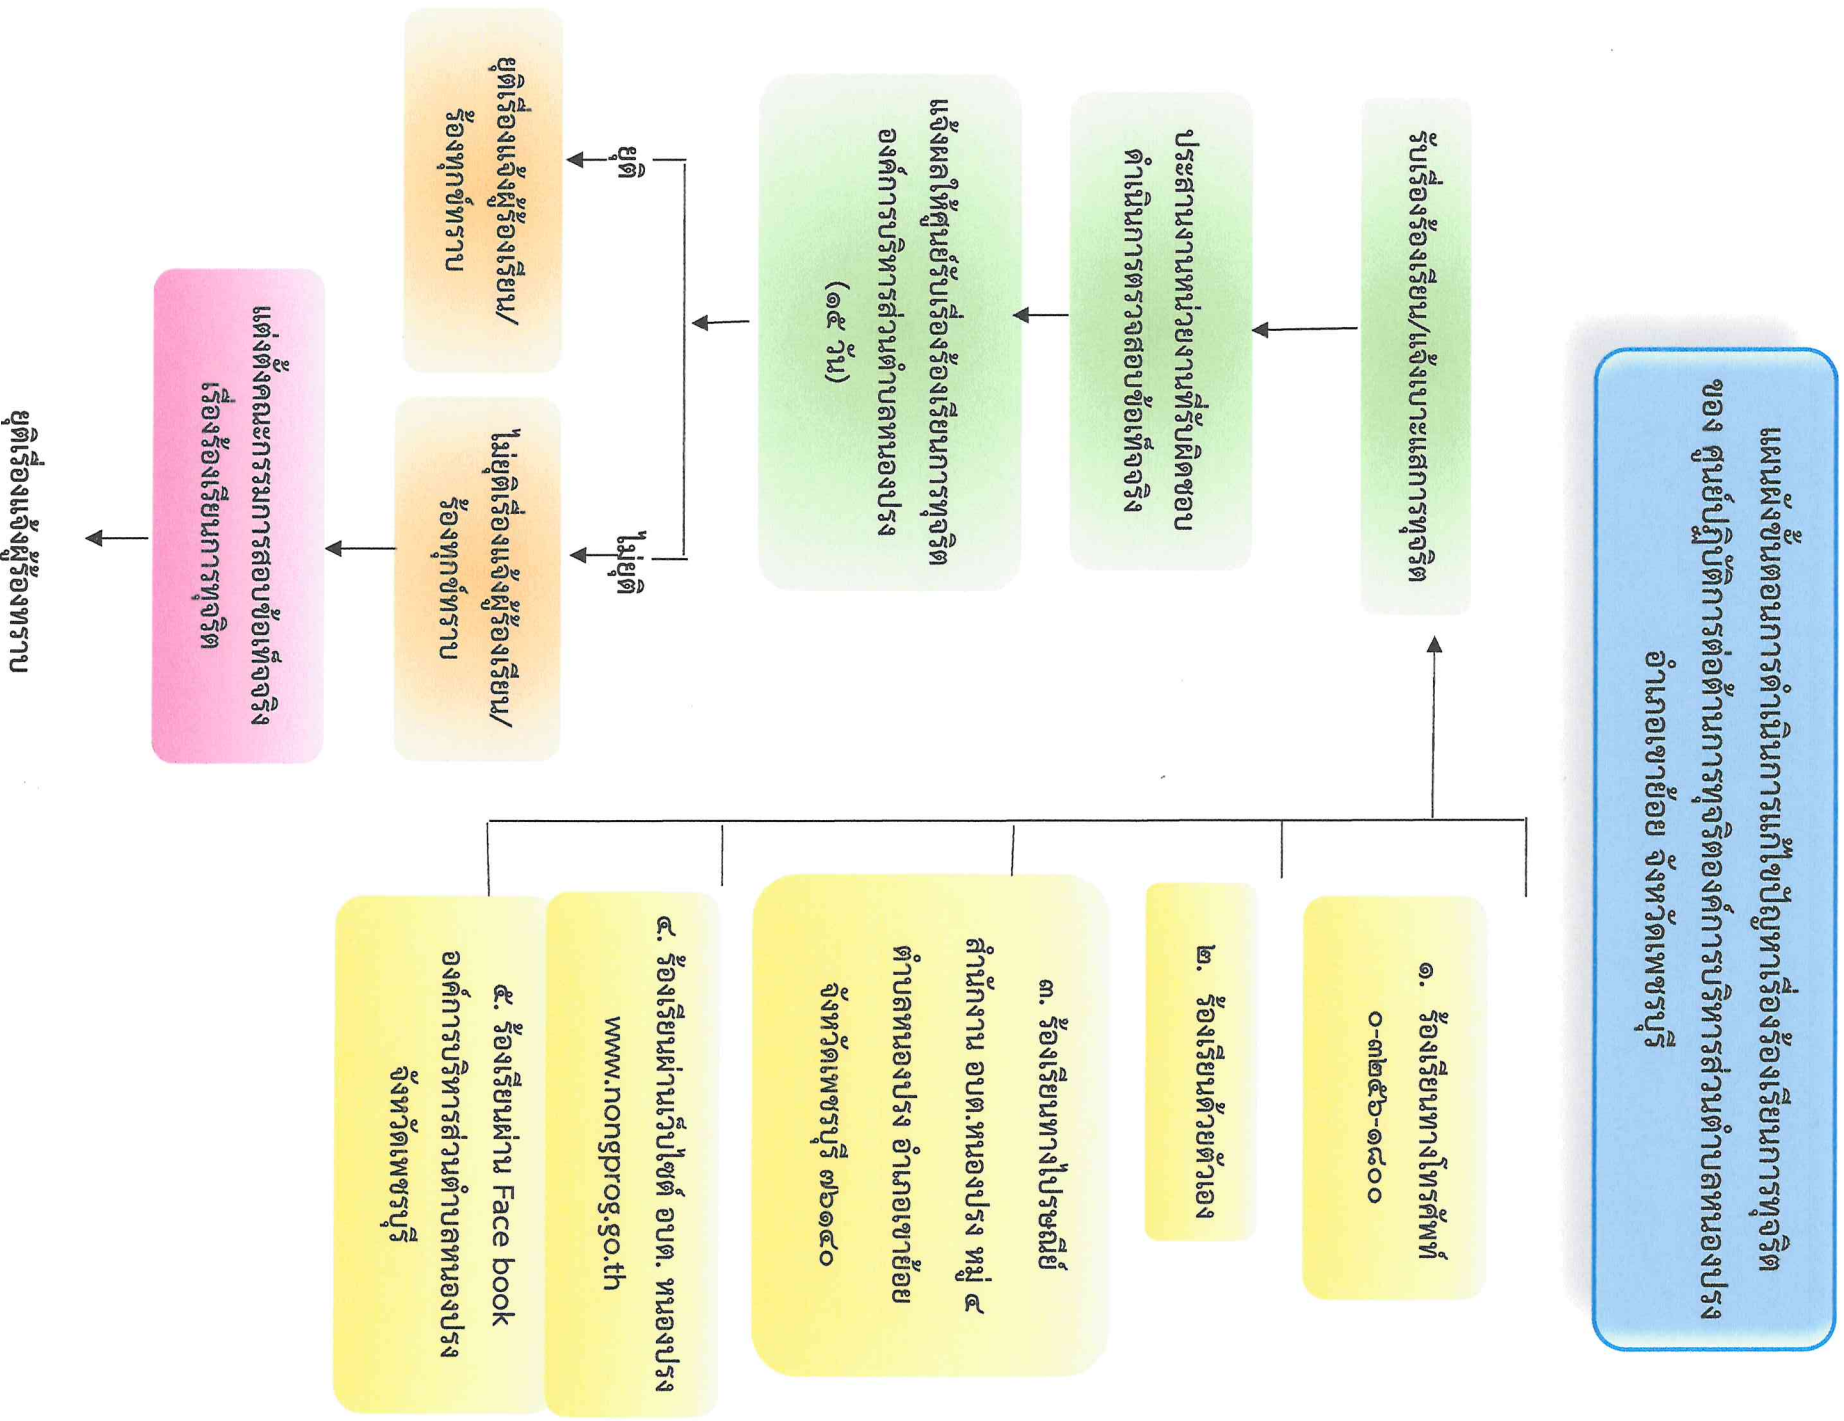 แผนผังขั้นตอนการดำเนินการแก้ไขปัญหาเรื่องร้องเรียนการทุจริต
ของ ศูนย์ปฏิบัติการต่อต้านการทุจริตองค์การบริหารส่วนตำบลหนองปรง
อำเภอเขาย้อย จังหวัดเพชรบุรี
รับเรื่องร้องเรียน/แจ้งเบาะแสการทุจริต
ประสานงานหน่วยงานที่รับผิดชอบ
ดำเนินการตรวจสอบข้อเท็จจริง
แจ้งผลให้ศูนย์รับเรื่องร้องเรียนการทุจริต
องค์การบริหารส่วนตำบลหนองปรง
(๑๕ วัน)
ยุติ
ไม่ยุติ
ยุติเรื่องแจ้งผู้ร้องเรียน/
ร้องทุกข์ทราบ
ไม่ยุติเรื่องแจ้งผู้ร้องเรียน/
ร้องทุกข์ทราบ
แต่งตั้งคณะกรรมการสอบข้อเท็จจริง
เรื่องร้องเรียนการทุจริต
ยุติเรื่องแจ้งผู้ร้องทราบ
๑. ร้องเรียนทางโทรศัพท์
๐-๓๒๕๖-๑๘๐๐
๒. ร้องเรียนด้วยตัวเอง
๓. ร้องเรียนทางไปรษณีย์
สำนักงาน อบต.หนองปรง หมู่ ๔
ตำบลหนองปรง อำเภอเขาย้อย
จังหวัดเพชรบุรี ๗๖๑๔๐
๔. ร้องเรียนผ่านเว็บไซต์ อบต. หนองปรง
www.nongprog.go.th
๕. ร้องเรียนผ่าน Face book
องค์การบริหารส่วนตำบลหนองปรง
จังหวัดเพชรบุรี